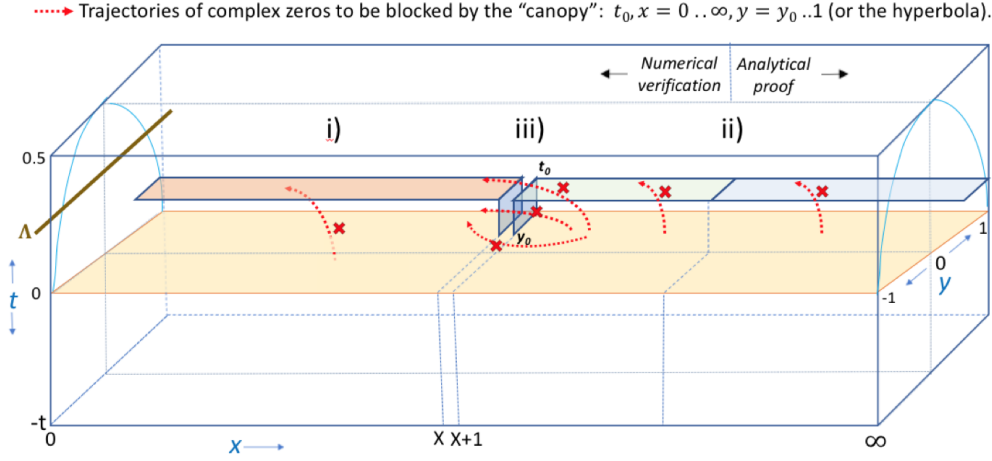 Trajectories of complex zeros to be blocked by the “canopy”: t₀, x = 0 .. ∞, y = y₀ ..1 (or the hyperbola).
Numerical verification
Analytical proof
i)
iii)
ii)
0.5
t₀
Λ
y₀
1
0
y
-1
t
0
-t
0
x
X X+1
∞